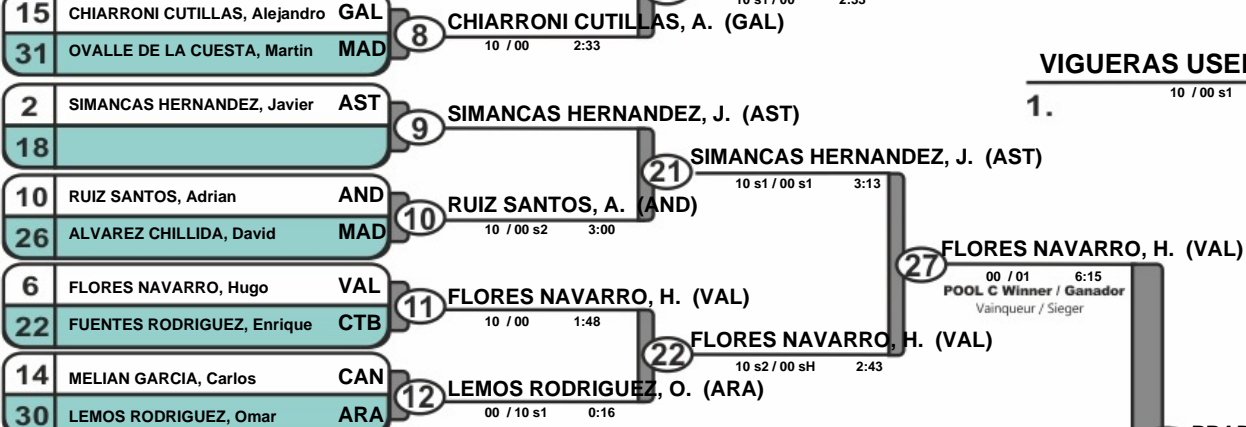 15 CHIARRONI CUTILLAS, Alejandro GAL
31 OVALLE DE LA CUESTA, Martin MAD
8 CHIARRONI CUTILLAS, A. (GAL)
10 / 00 2:33
VIGUERAS
10 / 00 s1
1.
2 SIMANCAS HERNANDEZ, Javier AST
18
9 SIMANCAS HERNANDEZ, J. (AST)
21 SIMANCAS HERNANDEZ, J. (AST)
10 s1 / 00 s1 3:13
10 RUIZ SANTOS, Adrian AND
26 ALVAREZ CHILLIDA, David MAD
10 RUIZ SANTOS, A. (AND)
10 / 00 s2 3:00
27 FLORES NAVARRO, H. (VAL)
00 / 01 6:15
POOL C Winner / Ganador
Vainqueur / Sieger
6 FLORES NAVARRO, Hugo VAL
22 FUENTES RODRIGUEZ, Enrique CTB
11 FLORES NAVARRO, H. (VAL)
10 / 00 1:48
22 FLORES NAVARRO, H. (VAL)
10 s2 / 00 sH 2:43
14 MELIAN GARCIA, Carlos CAN
30 LEMOS RODRIGUEZ, Omar ARA
12 LEMOS RODRIGUEZ, O. (ARA)
00 / 10 s1 0:16